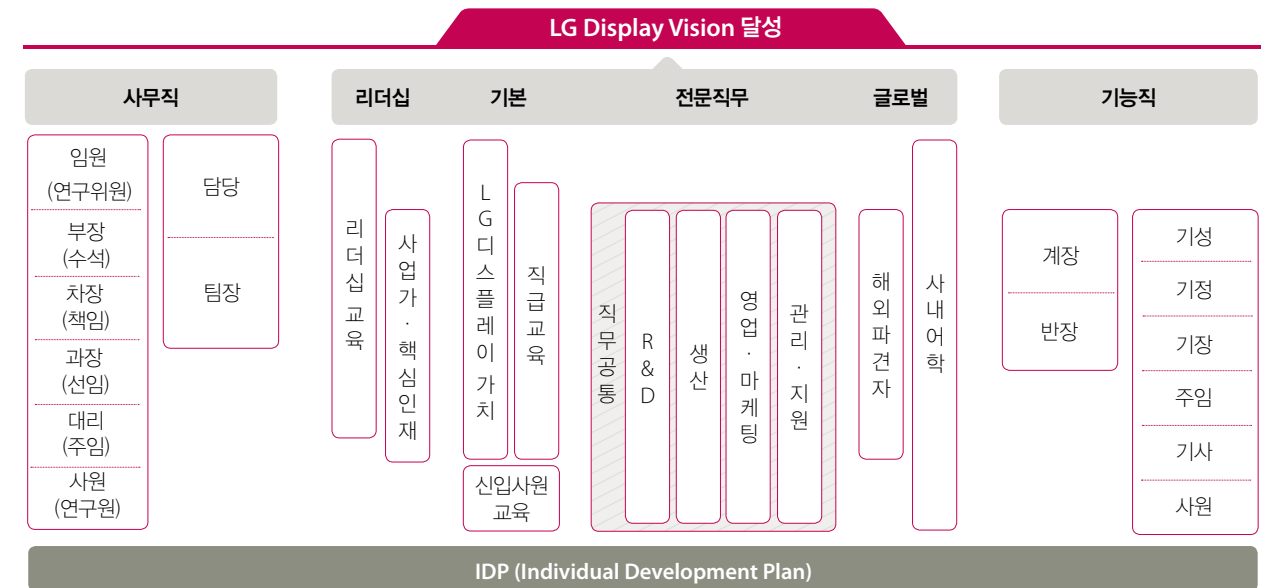 LG Display Vision 달성
사무직
리더십
기본
전문직무
글로벌
기능직
임원
(연구위원)
부장
(수석)
차장
(책임)
과장
(선임)
대리
(주임)
사원
(연구원)
담당
팀장
리더십 교육
사업가·핵심인재
LG디스플레이 가치
직급교육
신입사원
교육
직무공통
R&D
생산
영업·마케팅
관리·지원
해외파견자
사내어학
계장
반장
기성
기정
기장
주임
기사
사원
IDP (Individual Development Plan)